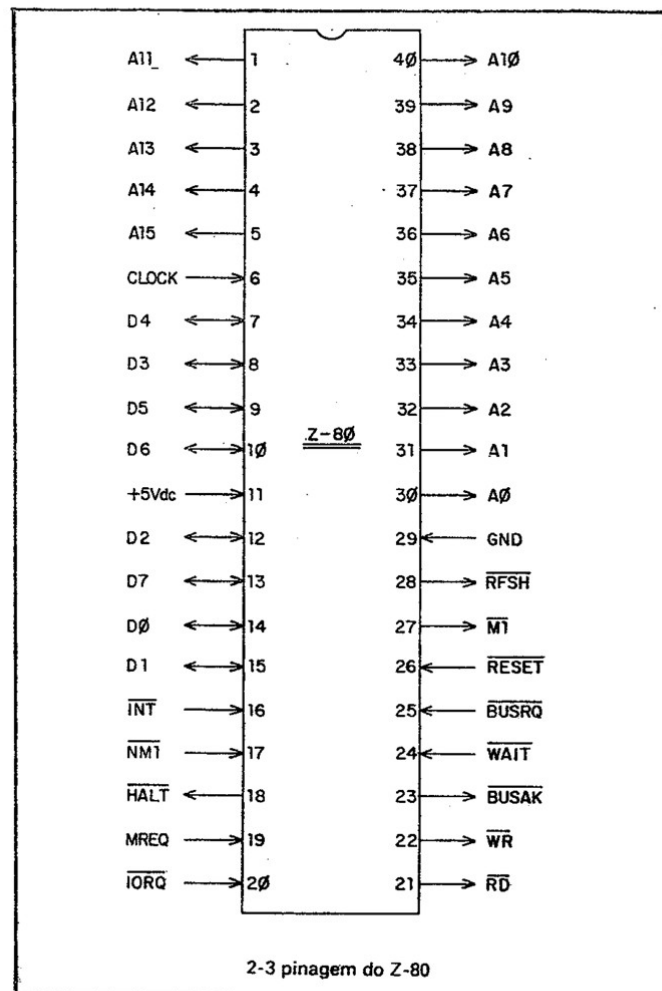 A11 1 40 A10
A12 2 39 A9
A13 3 38 A8
A14 4 37 A7
A15 5 36 A6
CLOCK 6 35 A5
D4 7 34 A4
D3 8 33 A3
D5 9 32 A2
Z-80
D6 10 31 A1
+5Vdc 11 30 A0
D2 12 29 GND
D7 13 28 RFSH
D0 14 27 M1
D1 15 26 RESET
INT 16 25 BUSRQ
NM1 17 24 WAIT
HALT 18 23 BUSAK
MREQ 19 22 WR
IORQ 20 21 RD
2-3 pinagem do Z-80